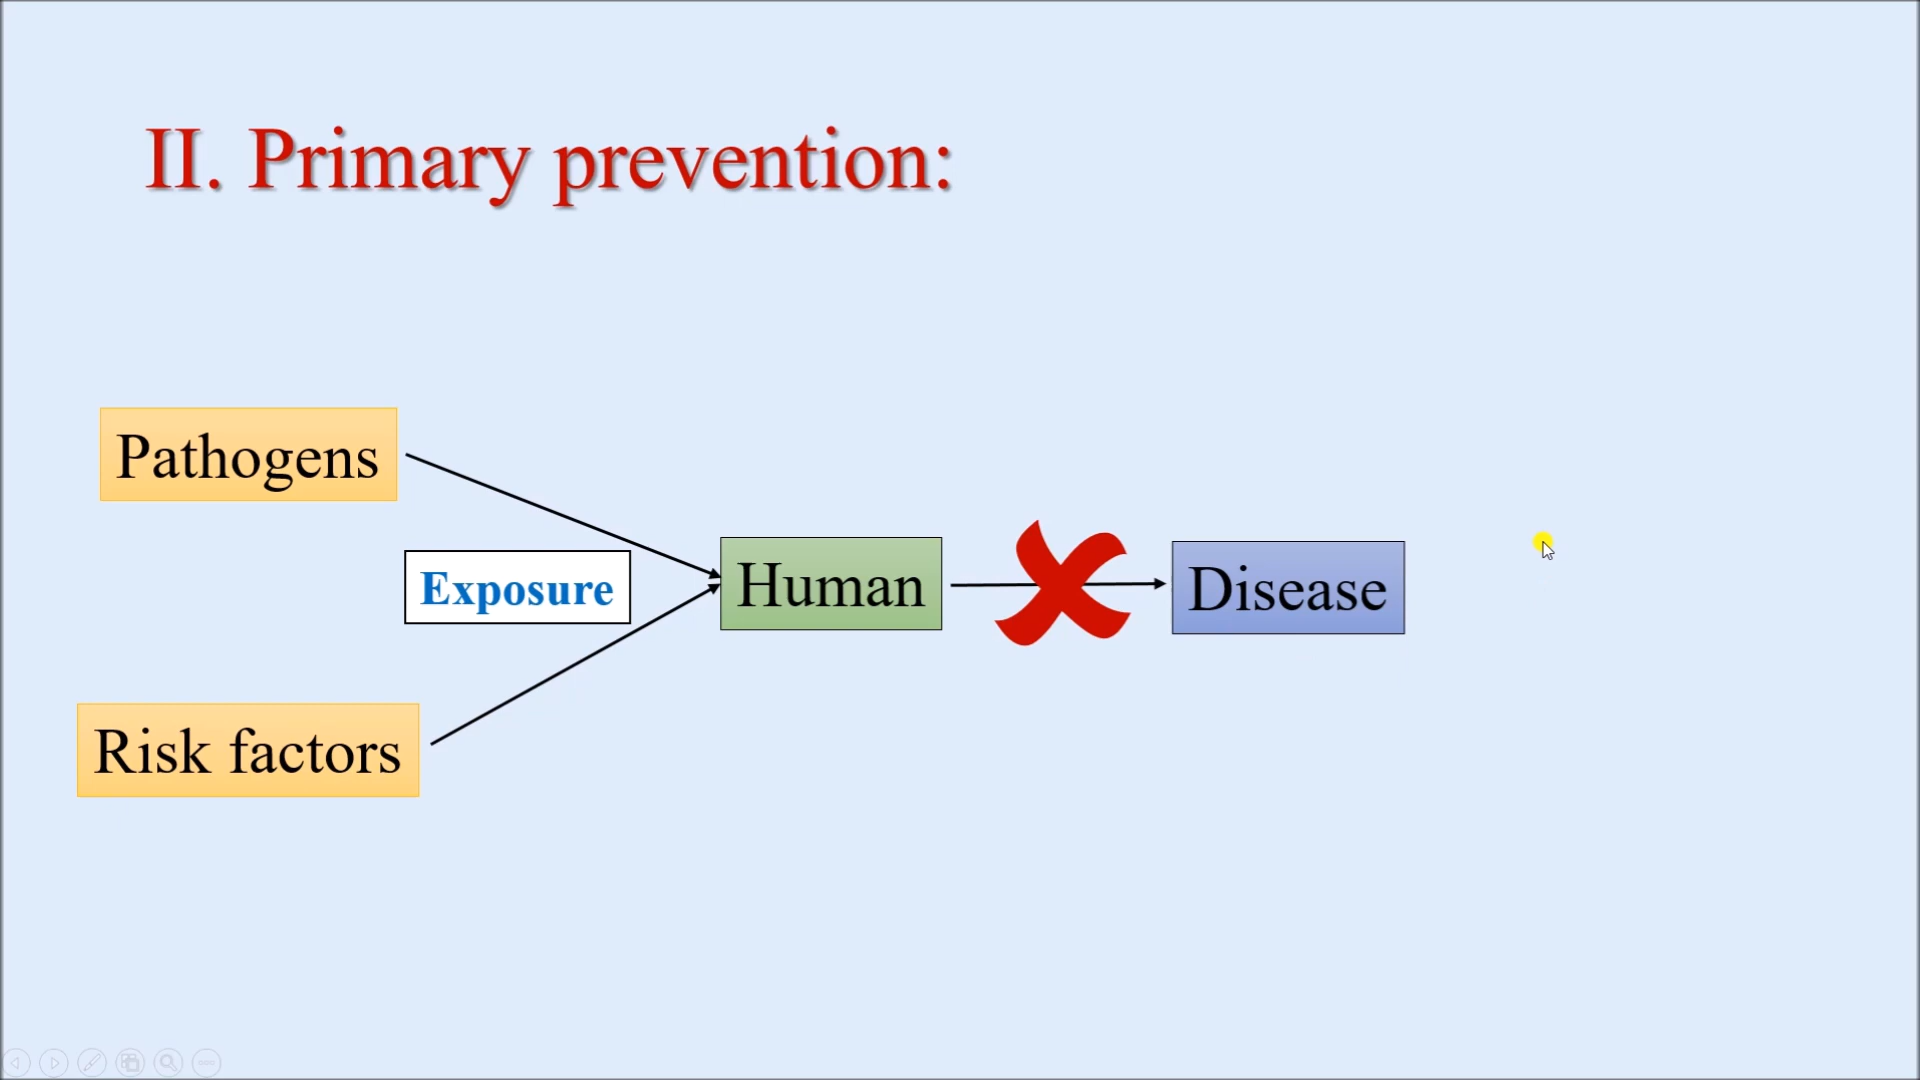 II. Primary prevention:
Pathogens
Exposure
Human
Disease
Risk factors